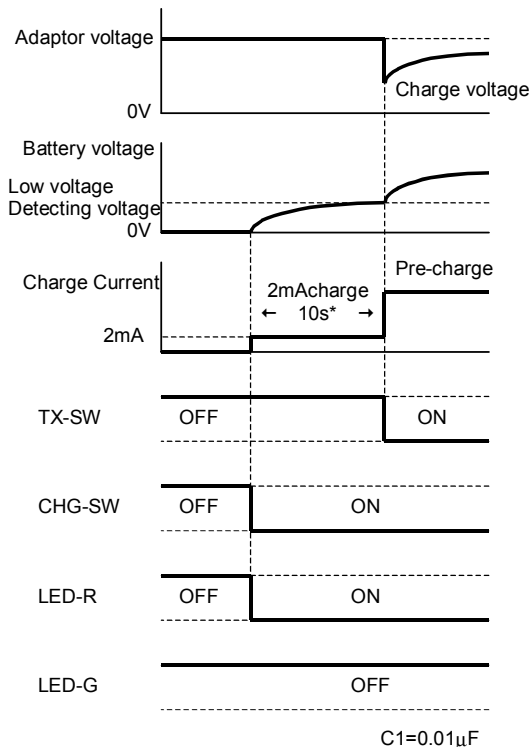 Adaptor voltage
Charge voltage
0V
Battery voltage
Low voltage
Detecting voltage
0V
Charge Current
Pre-charge
2mAcharge
← 10s* →
2mA
TX-SW OFF ON
CHG-SW OFF ON
LED-R OFF ON
LED-G OFF
C1=0.01μF